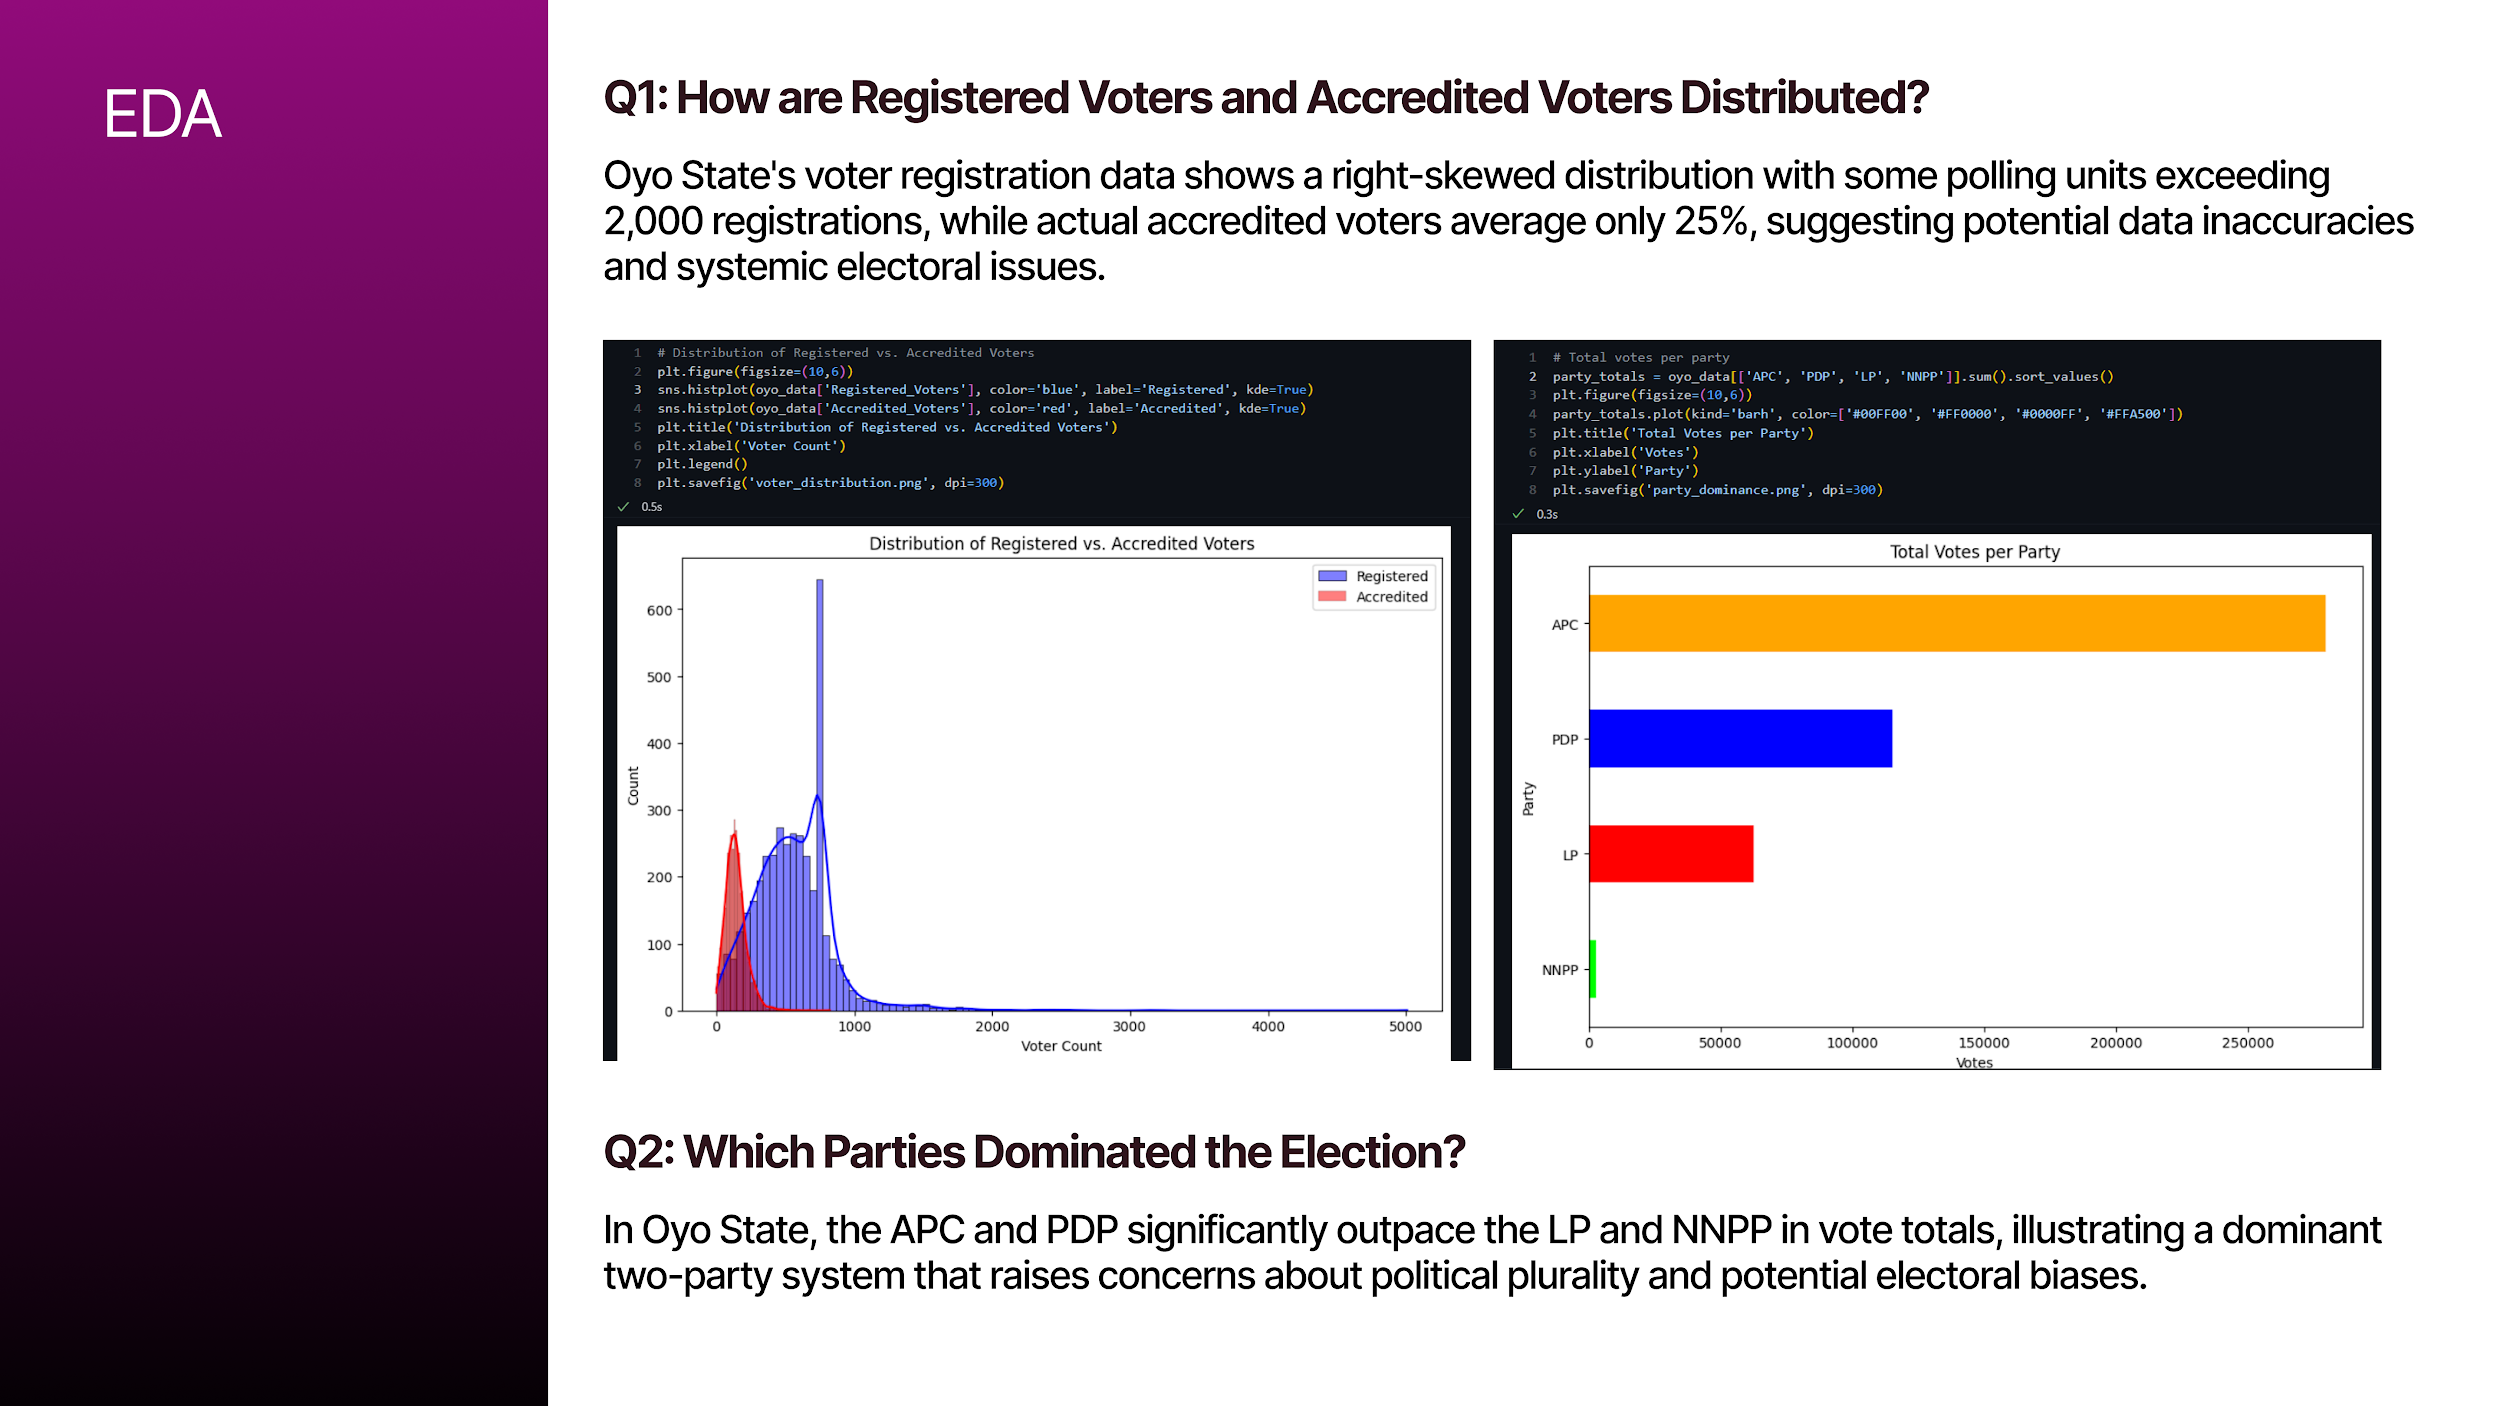 EDA
Q1: How are Registered Voters and Accredited Voters Distributed?
Oyo State's voter registration data shows a right-skewed distribution with some polling units exceeding
2,000 registrations, while actual accredited voters average only 25%, suggesting potential data inaccuracies
and systemic electoral issues.
1 # Distribution of Registered vs. Accredited Voters
2 plt.figure(figsize=(10,6))
3 sns.histplot(oyo_data['Registered_Voters'], color='blue', label='Registered', kde=True)
4 sns.histplot(oyo_data['Accredited_Voters'], color='red', label='Accredited', kde=True)
5 plt.title('Distribution of Registered vs. Accredited Voters')
6 plt.xlabel('Voter Count')
7 plt.legend()
8 plt.savefig('voter_distribution.png', dpi=300)
✓ 0.5s
Distribution of Registered vs. Accredited Voters
Registered
Accredited
600
500
400
300
200
100
0
Count
0 1000 2000 3000 4000 5000
Voter Count
1 # Total votes per party
2 party_totals = oyo_data[['APC', 'PDP', 'LP', 'NNPP']].sum().sort_values()
3 plt.figure(figsize=(10,6))
4 party_totals.plot(kind='barh', color=['#00FF00', '#FF0000', '#0000FF', '#FFA500'])
5 plt.title('Total Votes per Party')
6 plt.xlabel('Votes')
7 plt.ylabel('Party')
8 plt.savefig('party_dominance.png', dpi=300)
✓ 0.3s
Total Votes per Party
APC
PDP
LP
NNPP
Party
0 50000 100000 150000 200000 250000
Votes
Q2: Which Parties Dominated the Election?
In Oyo State, the APC and PDP significantly outpace the LP and NNPP in vote totals, illustrating a dominant
two-party system that raises concerns about political plurality and potential electoral biases.